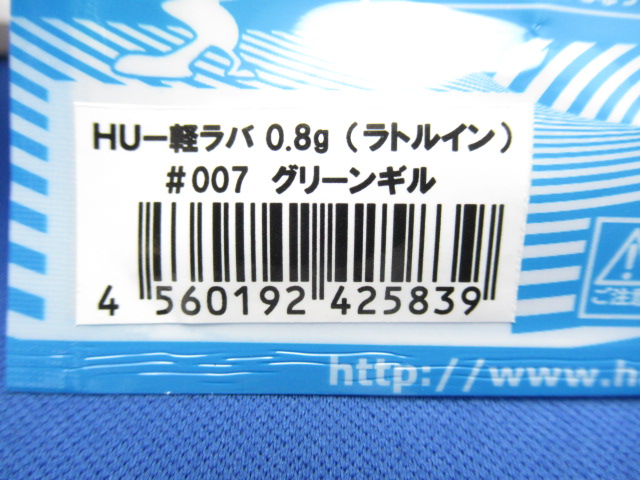 HUー軽ラバ 0.8g (ラトルイン)
#007 グリーンギル
4 560192 425839
ご注
http://www.h